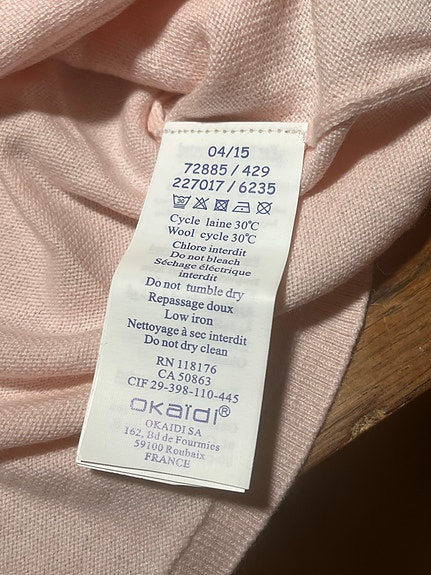 04/15
72885 / 429
227017 / 6235
30
Cycle laine 30°C
Wool cycle 30°C
Chlore interdit
Do not bleach
Séchage électrique
interdit
Do not tumble dry
Repassage doux
Low iron
Nettoyage à sec interdit
Do not dry clean
RN 118176
CA 50863
CIF 29-398-110-445
OKAÏDI®
OKAIDI SA
162, Bd de Fourmies
59100 Roubaix
FRANCE